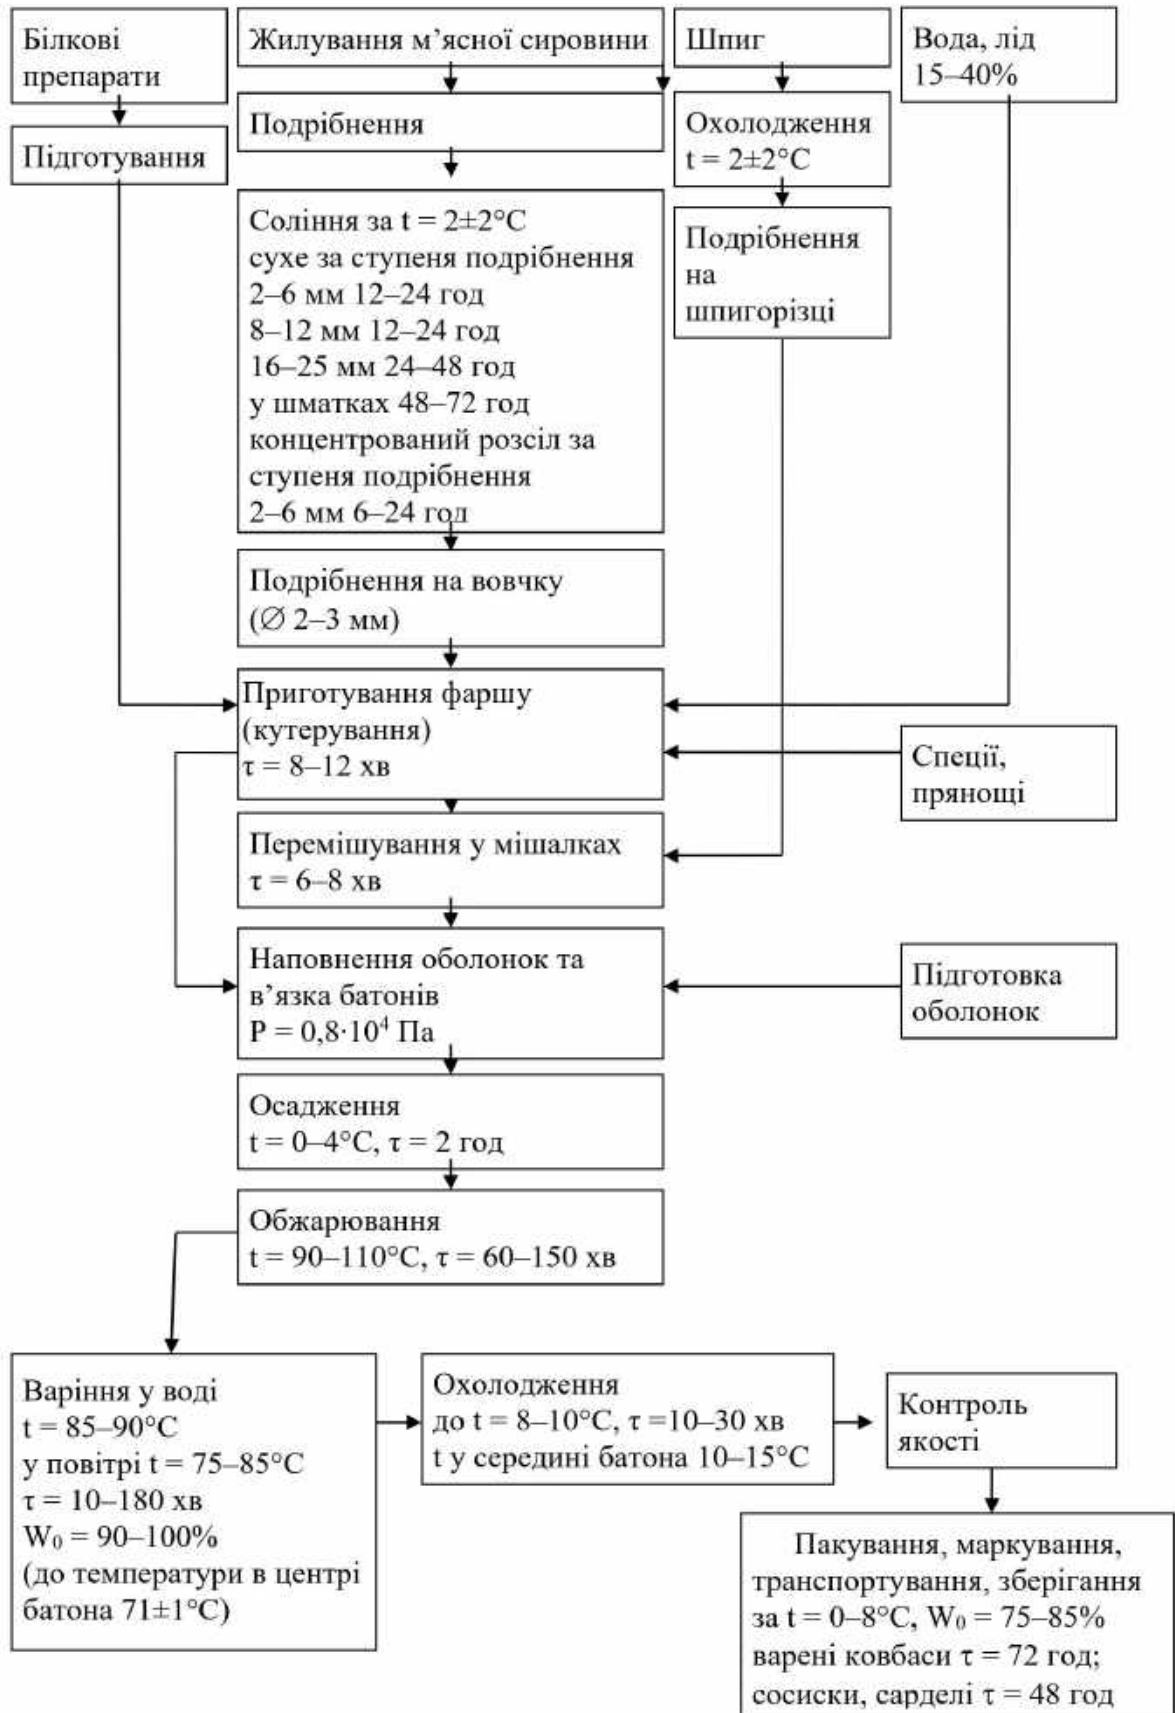 Білкові
препарати
Жилування м’ясної сировини
Шпиг
Вода, лід
15–40%
Підготування
Подрібнення
Охолодження
t = 2±2°C
Соління за t = 2±2°C
сухе за ступеня подрібнення
2–6 мм 12–24 год
8–12 мм 12–24 год
16–25 мм 24–48 год
у шматках 48–72 год
концентрований розсіл за
ступеня подрібнення
2–6 мм 6–24 год
Подрібнення
на
шпигорізці
Подрібнення на вовчку
(∅ 2–3 мм)
Приготування фаршу
(кутерування)
τ = 8–12 хв
Спеції,
прянощі
Перемішування у мішалках
τ = 6–8 хв
Наповнення оболонок та
в’язка батонів
P = 0,8·10⁴ Па
Підготовка
оболонок
Осадження
t = 0–4°C, τ = 2 год
Обжарювання
t = 90–110°C, τ = 60–150 хв
Варіння у воді
t = 85–90°C
у повітрі t = 75–85°C
τ = 10–180 хв
W₀ = 90–100%
(до температури в центрі
батона 71±1°C)
Охолодження
до t = 8–10°C, τ =10–30 хв
t у середині батона 10–15°C
Контроль
якості
Пакування, маркування,
транспортування, зберігання
за t = 0–8°C, W₀ = 75–85%
варені ковбаси τ = 72 год;
сосиски, сарделі τ = 48 год